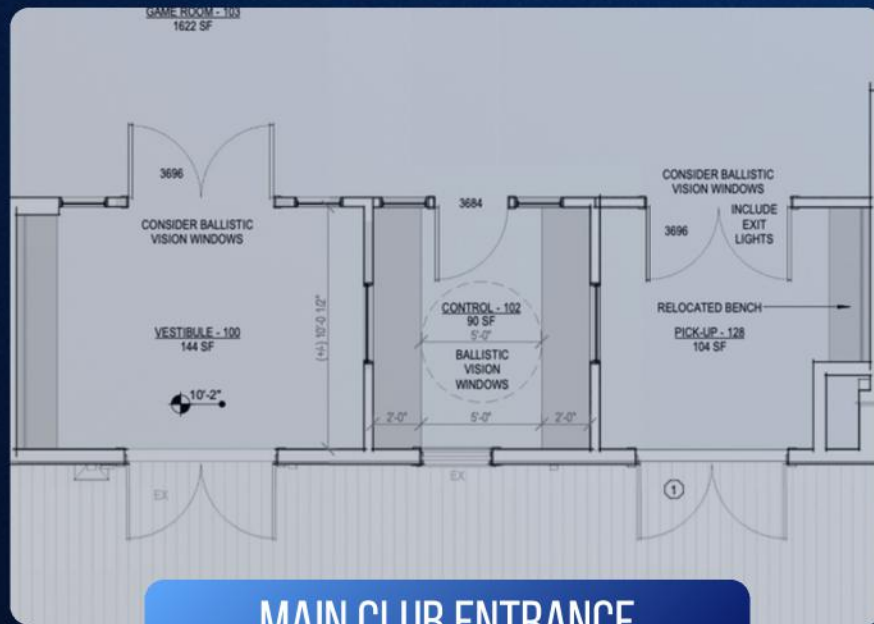 GAME ROOM - 103
1622 SF
3696
CONSIDER BALLISTIC
VISION WINDOWS
VESTIBULE - 100
144 SF
10'-2"
(+/-) 10'-0 1/2"
EX
3684
CONTROL - 102
90 SF
5'-0"
BALLISTIC
VISION
WINDOWS
2'-0"
5'-0"
2'-0"
EX
CONSIDER BALLISTIC
VISION WINDOWS
3696
INCLUDE
EXIT
LIGHTS
RELOCATED BENCH
PICK-UP - 128
104 SF
1
MAIN CLUB ENTRANCE